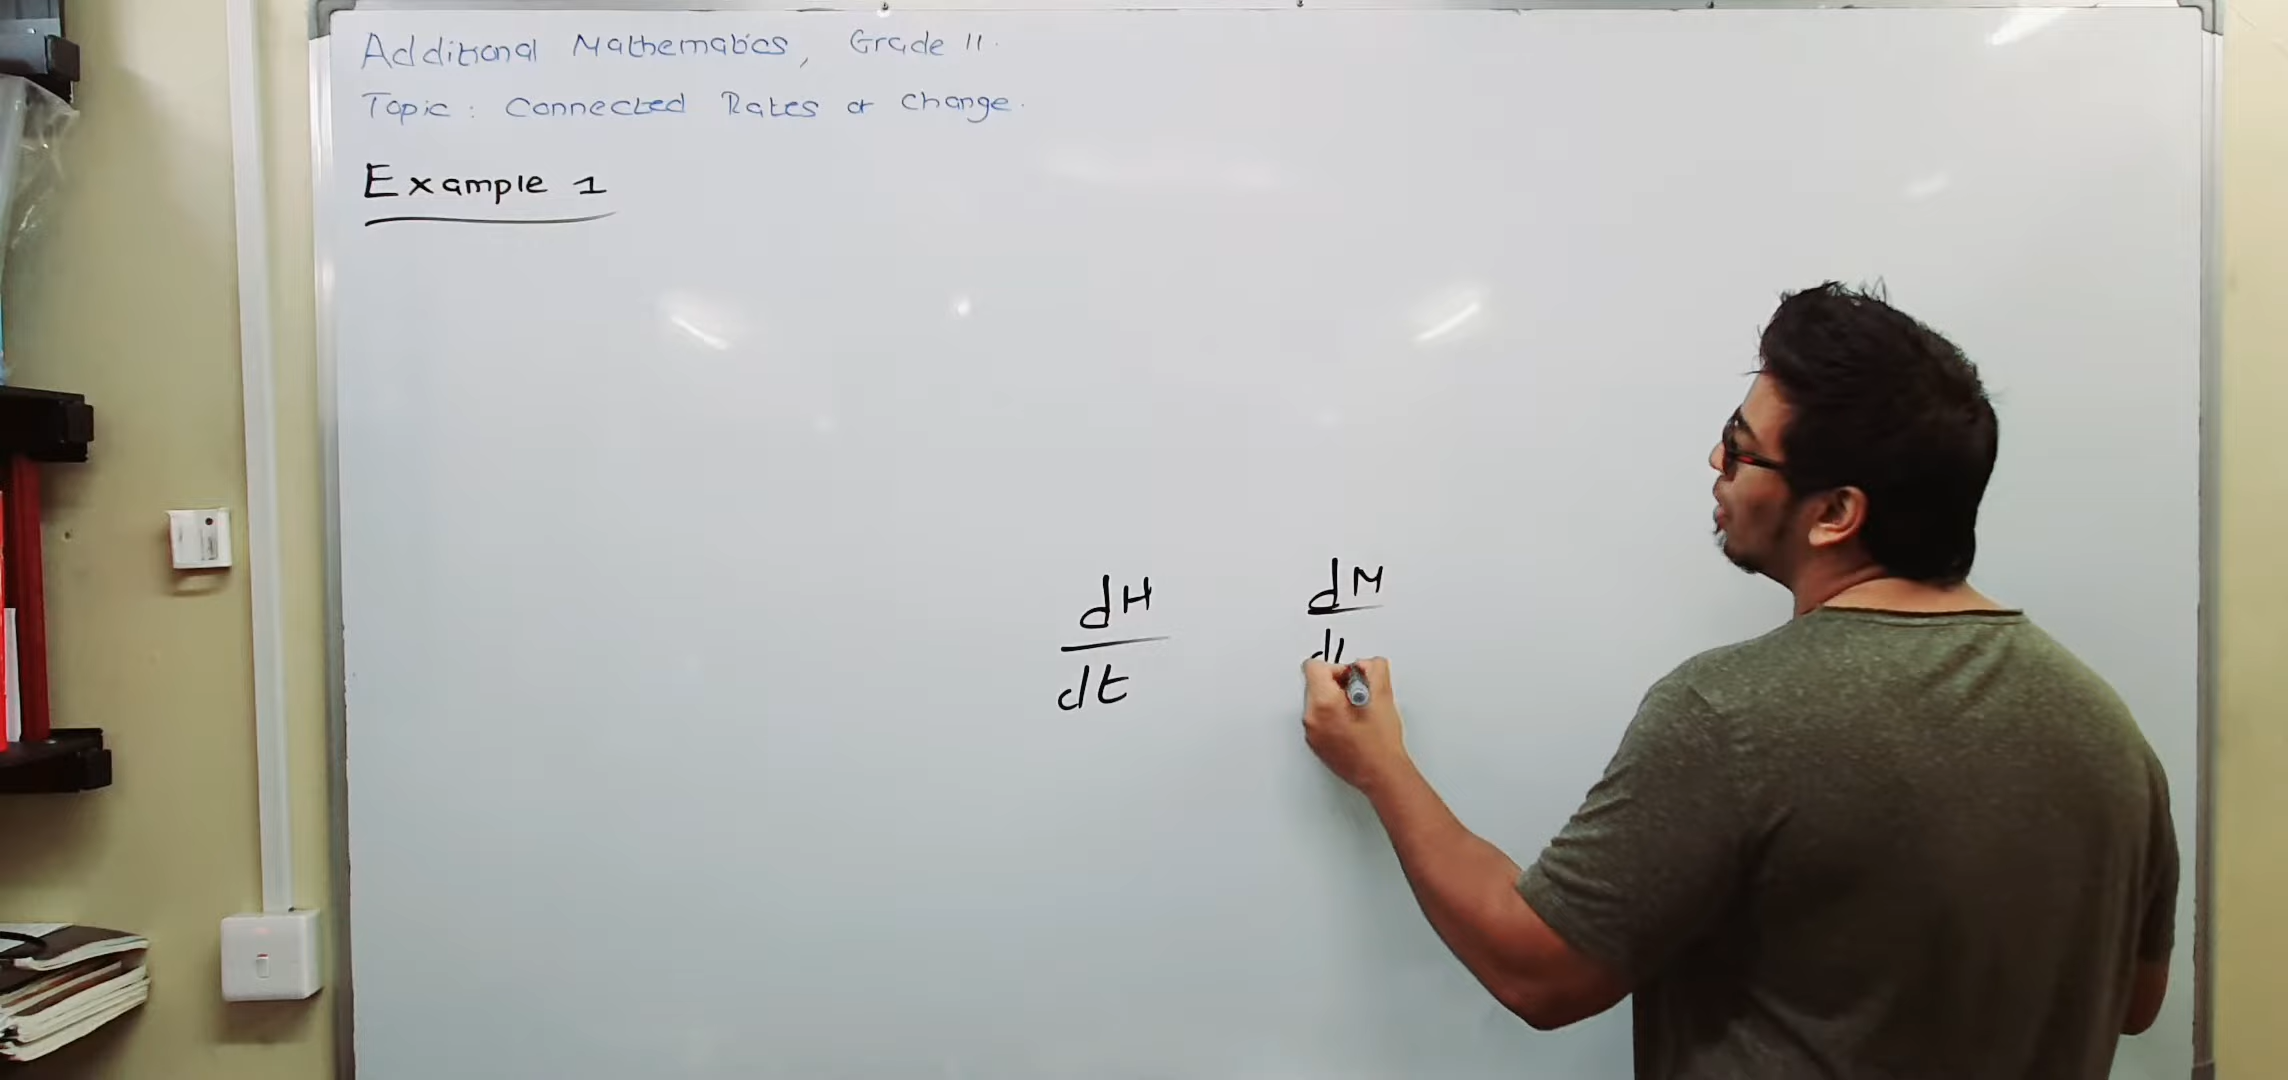 Additional Mathematics, Grade 11.
Topic: Connected Rates of Change.
Example 1
dH
dt
dM